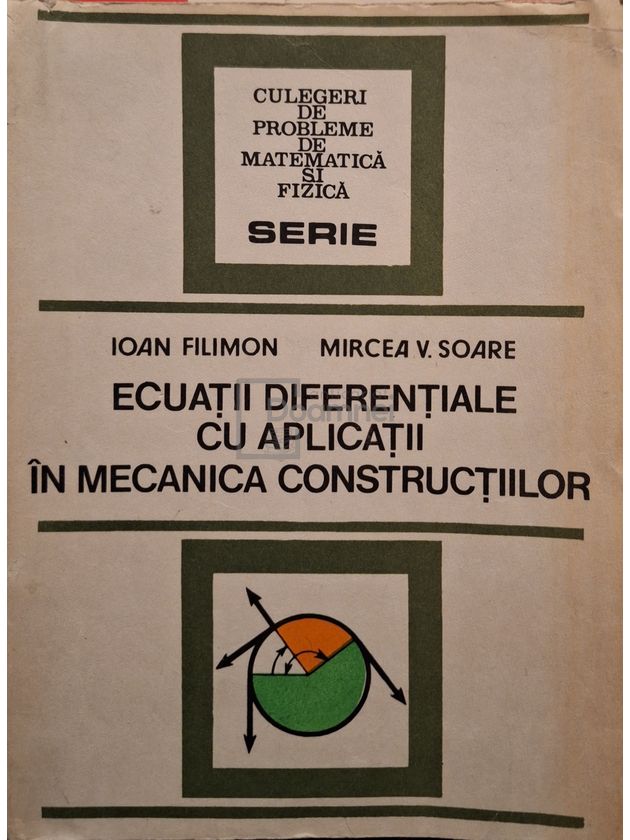 CULEGERI
DE
PROBLEME
DE
MATEMATICĂ
ȘI
FIZICĂ
SERIE
IOAN FILIMON MIRCEA V. SOARE
ECUAȚII DIFERENȚIALE
CU APLICAȚII
ÎN MECANICA CONSTRUCȚIILOR
Doamnei